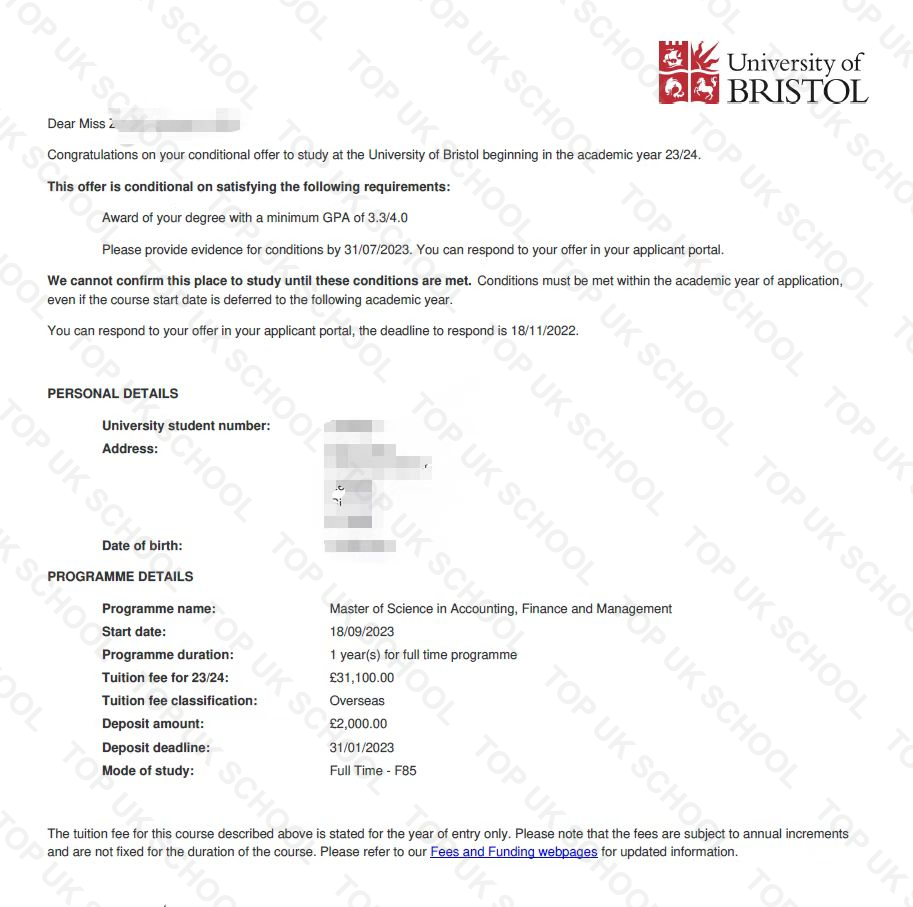 University of
BRISTOL
Dear Miss
Congratulations on your conditional offer to study at the University of Bristol beginning in the academic year 23/24.
This offer is conditional on satisfying the following requirements:
Award of your degree with a minimum GPA of 3.3/4.0
Please provide evidence for conditions by 31/07/2023. You can respond to your offer in your applicant portal.
We cannot confirm this place to study until these conditions are met. Conditions must be met within the academic year of application,
even if the course start date is deferred to the following academic year.
You can respond to your offer in your applicant portal, the deadline to respond is 18/11/2022.
PERSONAL DETAILS
University student number:
Address:
Date of birth:
PROGRAMME DETAILS
Programme name: Master of Science in Accounting, Finance and Management
Start date: 18/09/2023
Programme duration: 1 year(s) for full time programme
Tuition fee for 23/24: £31,100.00
Tuition fee classification: Overseas
Deposit amount: £2,000.00
Deposit deadline: 31/01/2023
Mode of study: Full Time - F85
The tuition fee for this course described above is stated for the year of entry only. Please note that the fees are subject to annual increments
and are not fixed for the duration of the course. Please refer to our Fees and Funding webpages for updated information.
TOP UK SCHOOL